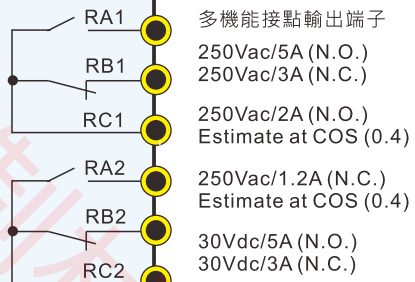 RA1
多機能接點輸出端子
250Vac/5A (N.O.)
RB1
250Vac/3A (N.C.)
250Vac/2A (N.O.)
RC1
Estimate at COS (0.4)
RA2
250Vac/1.2A (N.C.)
Estimate at COS (0.4)
RB2
30Vdc/5A (N.O.)
30Vdc/3A (N.C.)
RC2